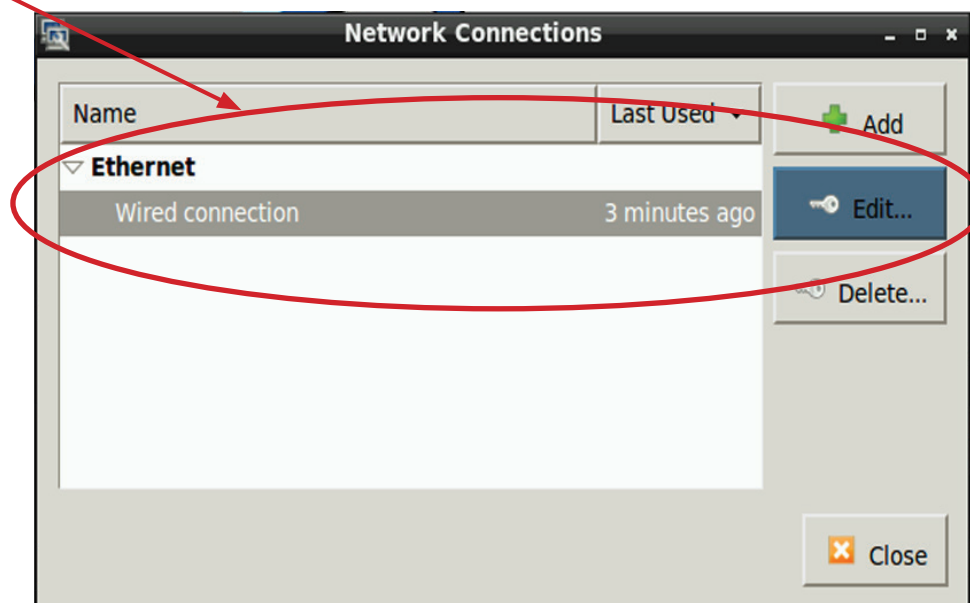 Network Connections
Name Last Used
Add
Ethernet
Wired connection 3 minutes ago
Edit...
Delete...
Close